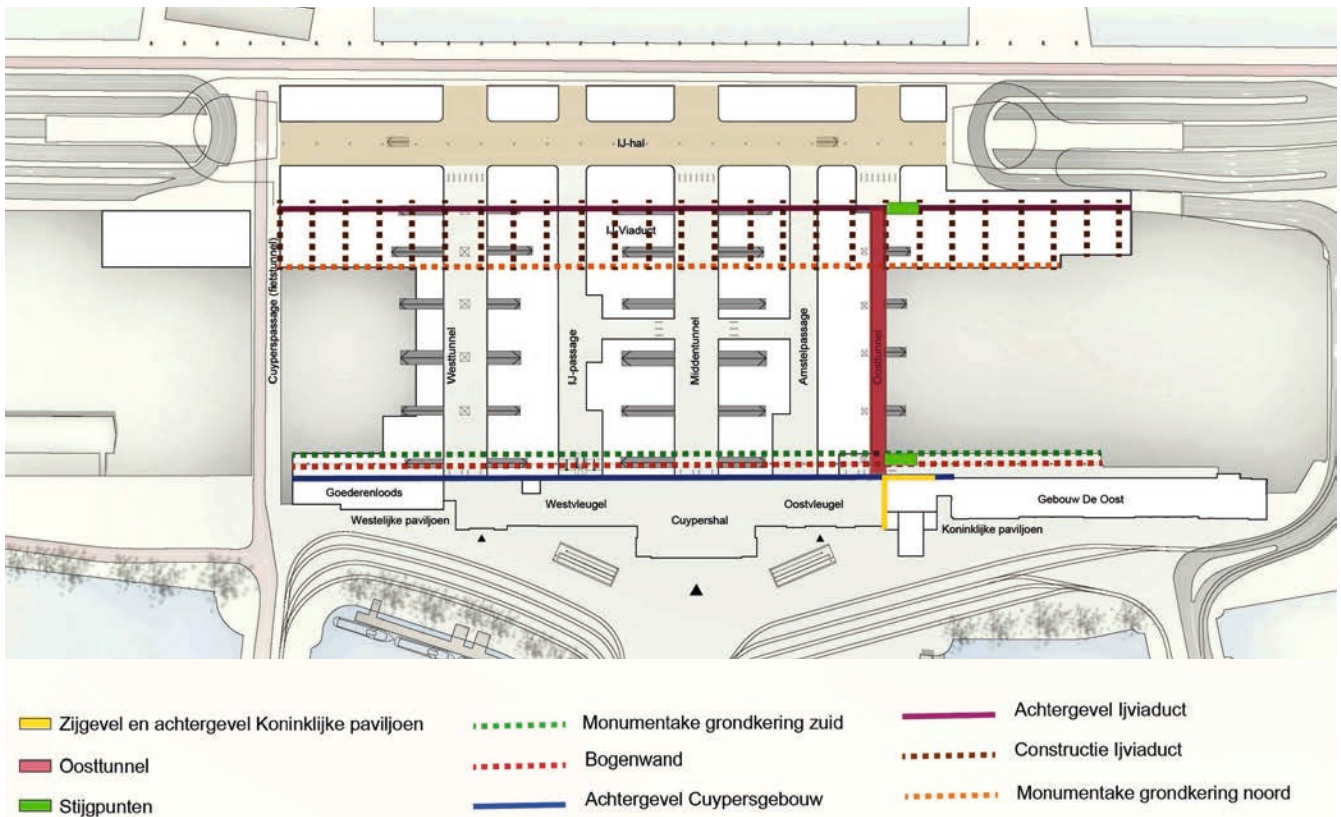 IJ-hal
IJ-Viaduct
Cuyperspassage (fietstunnel)
Westtunnel
IJ-passage
Middentunnel
Amstelpassage
Oosttunnel
Goederenloods
Westvleugel
Oostvleugel
Gebouw De Oost
Westelijke paviljoen
Cuypershal
Koninklijke paviljoen
Zijgevel en achtergevel Koninklijke paviljoen
Oosttunnel
Stijgpunten
Monumentake grondkering zuid
Bogenwand
Achtergevel Cuypersgebouw
Achtergevel Ijviaduct
Constructie Ijviaduct
Monumentake grondkering noord